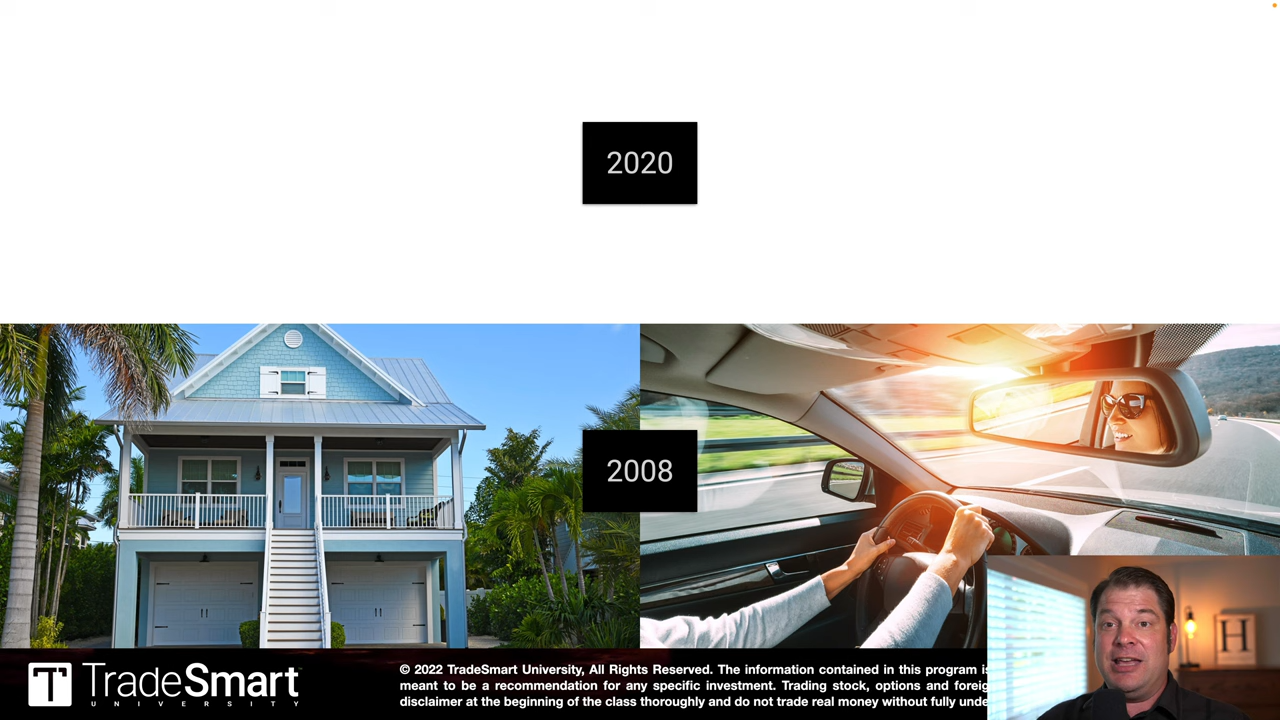 2020
2008
TradeSmart
UNIVERSITY
© 2022 TradeSmart University, All Rights Reserved. The information contained in this program is
meant to be a recommendation for any specific investment. Trading stock, options and foreig
disclaimer at the beginning of the class thoroughly and do not trade real money without fully unde
H